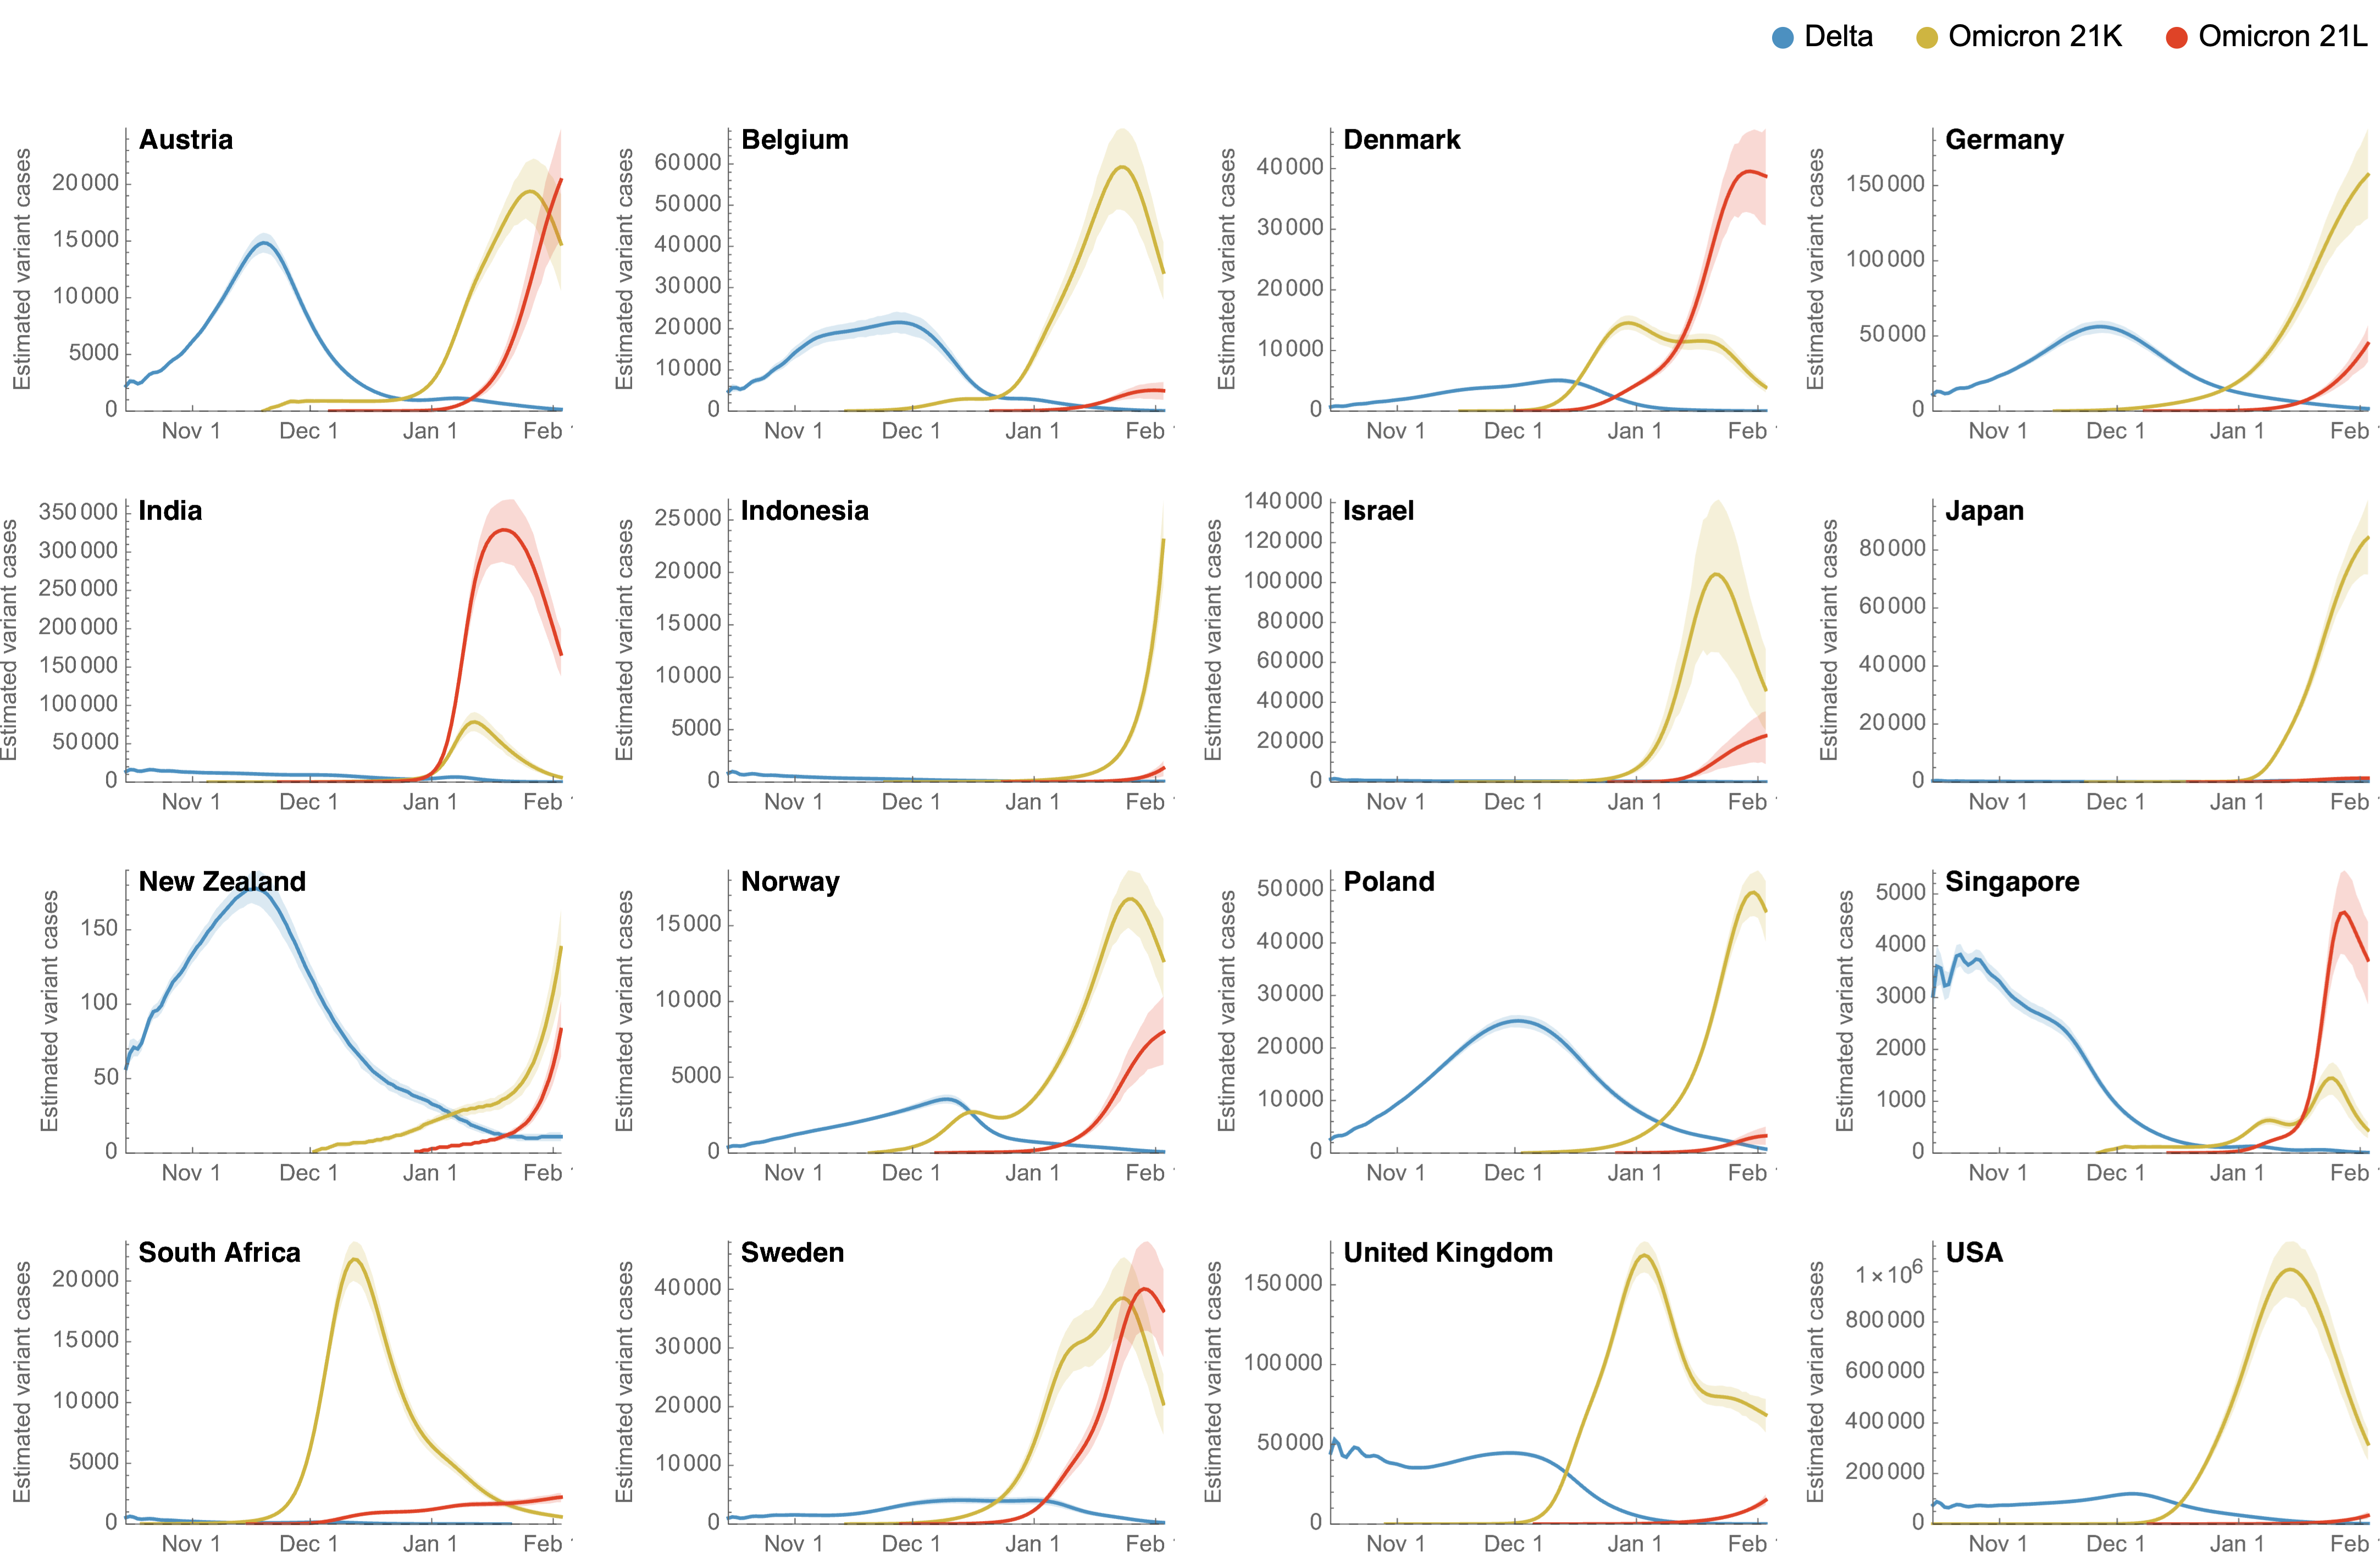 Delta Omicron 21K Omicron 21L
Austria
Estimated variant cases
20000
15000
10000
5000
0
Nov 1 Dec 1 Jan 1 Feb
Belgium
Estimated variant cases
60000
50000
40000
30000
20000
10000
0
Nov 1 Dec 1 Jan 1 Feb
Denmark
Estimated variant cases
40000
30000
20000
10000
0
Nov 1 Dec 1 Jan 1 Feb
Germany
Estimated variant cases
150000
100000
50000
0
Nov 1 Dec 1 Jan 1 Feb
India
Estimated variant cases
350000
300000
250000
200000
150000
100000
50000
0
Nov 1 Dec 1 Jan 1 Feb
Indonesia
Estimated variant cases
25000
20000
15000
10000
5000
0
Nov 1 Dec 1 Jan 1 Feb
Israel
Estimated variant cases
140000
120000
100000
80000
60000
40000
20000
0
Nov 1 Dec 1 Jan 1 Feb
Japan
Estimated variant cases
80000
60000
40000
20000
0
Nov 1 Dec 1 Jan 1 Feb
New Zealand
Estimated variant cases
150
100
50
0
Nov 1 Dec 1 Jan 1 Feb
Norway
Estimated variant cases
15000
10000
5000
0
Nov 1 Dec 1 Jan 1 Feb
Poland
Estimated variant cases
50000
40000
30000
20000
10000
0
Nov 1 Dec 1 Jan 1 Feb
Singapore
Estimated variant cases
5000
4000
3000
2000
1000
0
Nov 1 Dec 1 Jan 1 Feb
South Africa
Estimated variant cases
20000
15000
10000
5000
0
Nov 1 Dec 1 Jan 1 Feb
Sweden
Estimated variant cases
40000
30000
20000
10000
0
Nov 1 Dec 1 Jan 1 Feb
United Kingdom
Estimated variant cases
150000
100000
50000
0
Nov 1 Dec 1 Jan 1 Feb
USA
Estimated variant cases
1×10⁶
800000
600000
400000
200000
0
Nov 1 Dec 1 Jan 1 Feb